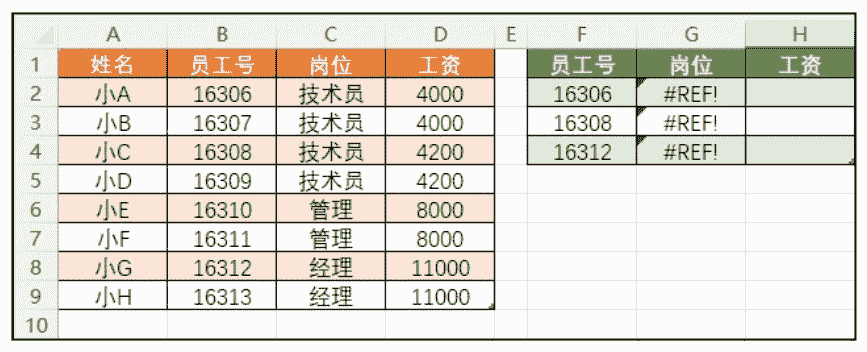 A B C D E F G H
1 姓名 员工号 岗位 工资 员工号 岗位 工资
2 小A 16306 技术员 4000 16306 #REF!
3 小B 16307 技术员 4000 16308 #REF!
4 小C 16308 技术员 4200 16312 #REF!
5 小D 16309 技术员 4200
6 小E 16310 管理 8000
7 小F 16311 管理 8000
8 小G 16312 经理 11000
9 小H 16313 经理 11000
10